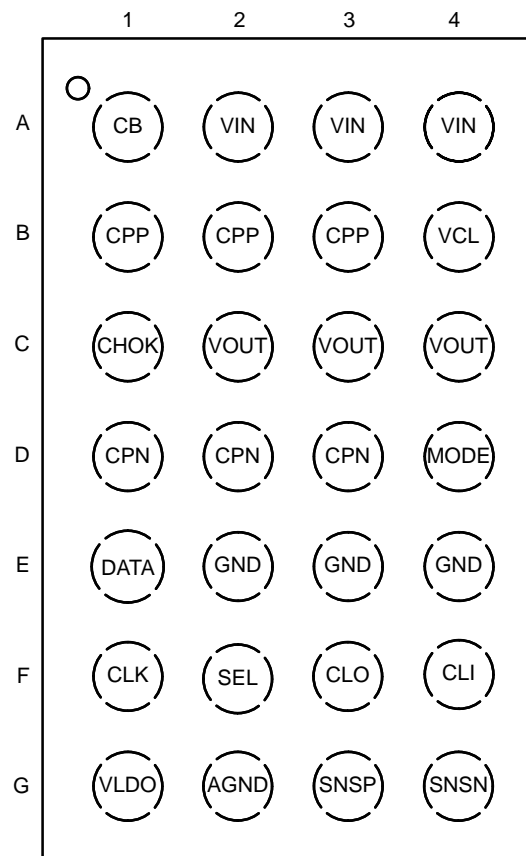 1 2 3 4
A CB VIN VIN VIN
B CPP CPP CPP VCL
C CHOK VOUT VOUT VOUT
D CPN CPN CPN MODE
E DATA GND GND GND
F CLK SEL CLO CLI
G VLDO AGND SNSP SNSN